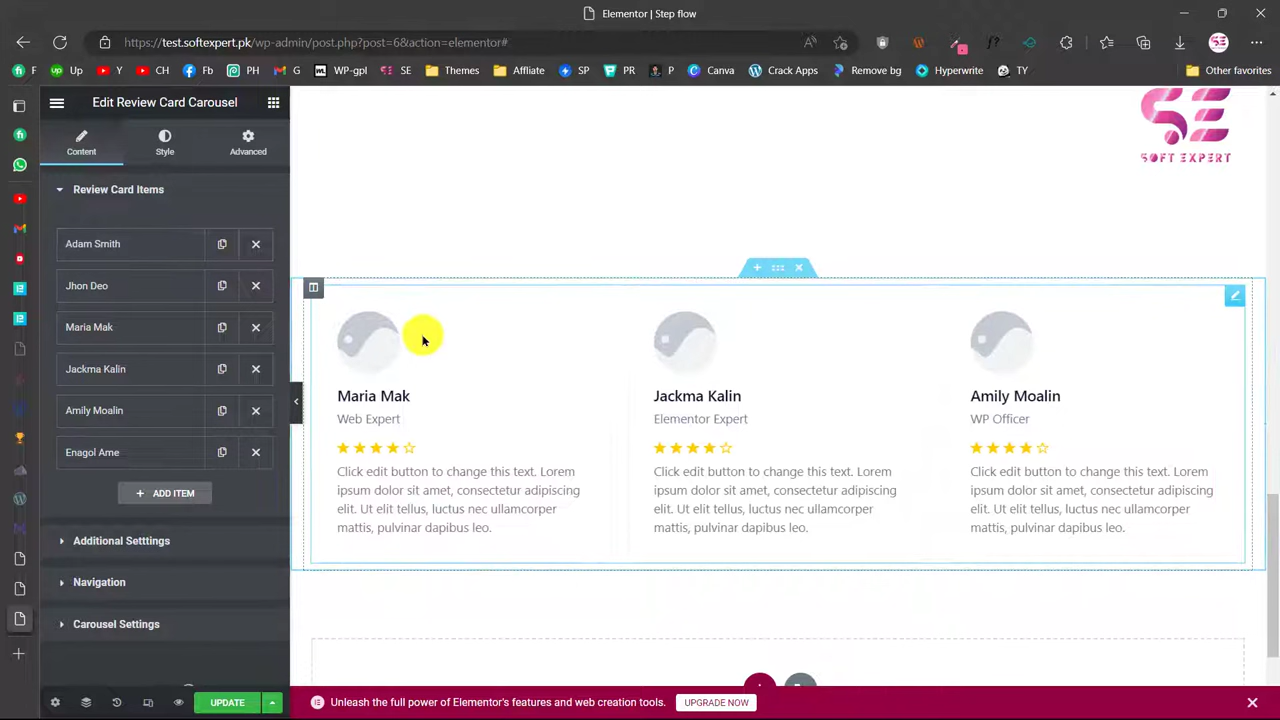 Elementor | Step flow
https://test.softexpert.pk/wp-admin/post.php?post=6&action=elementor#
F Up Y CH Fb PH G WP-gpl SE Themes Affliate SP PR P Canva Crack Apps Remove bg Hyperwrite TY Other favorites
Edit Review Card Carousel
Content Style Advanced
Review Card Items
Adam Smith
Jhon Deo
Maria Mak
Jackma Kalin
Amily Moalin
Enagol Ame
+ ADD ITEM
Additional Setttings
Navigation
Carousel Settings
UPDATE
SOFT EXPERT
Maria Mak
Web Expert
Click edit button to change this text. Lorem
ipsum dolor sit amet, consectetur adipiscing
elit. Ut elit tellus, luctus nec ullamcorper
mattis, pulvinar dapibus leo.
Jackma Kalin
Elementor Expert
Click edit button to change this text. Lorem
ipsum dolor sit amet, consectetur adipiscing
elit. Ut elit tellus, luctus nec ullamcorper
mattis, pulvinar dapibus leo.
Amily Moalin
WP Officer
Click edit button to change this text. Lorem
ipsum dolor sit amet, consectetur adipiscing
elit. Ut elit tellus, luctus nec ullamcorper
mattis, pulvinar dapibus leo.
Unleash the full power of Elementor's features and web creation tools. UPGRADE NOW